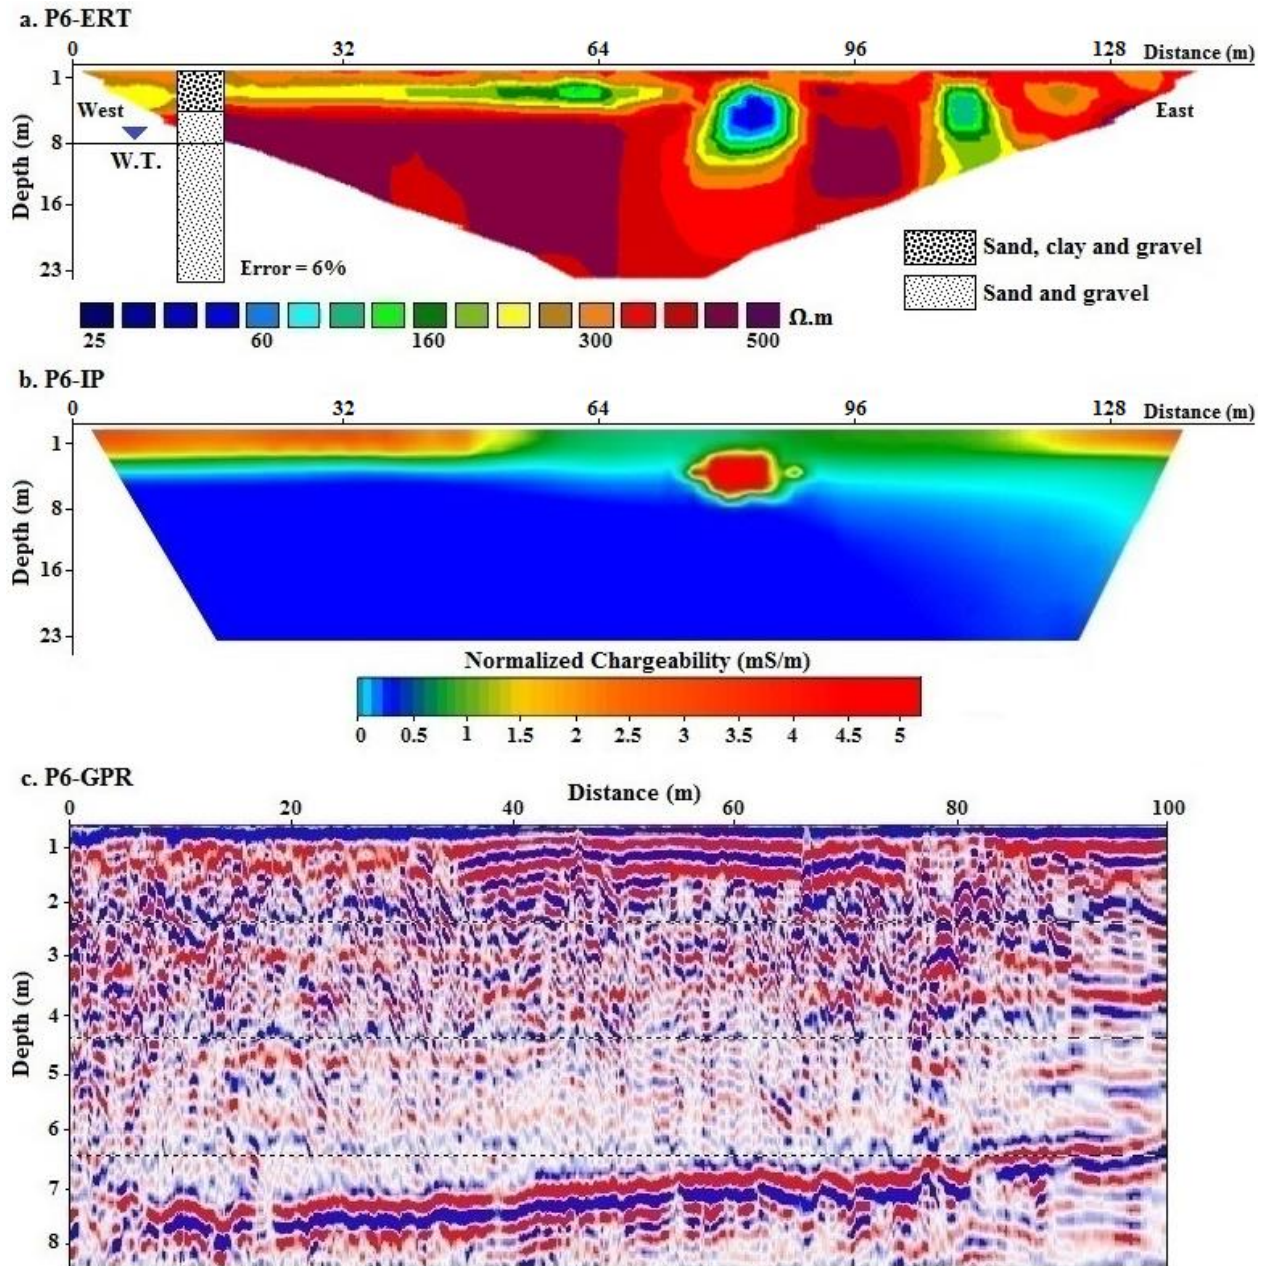 a. P6-ERT
0 32 64 96 128 Distance (m)
1
West
East
8
W.T.
Depth (m)
16
Sand, clay and gravel
23
Error = 6%
Sand and gravel
Ω.m
25 60 160 300 500
b. P6-IP
0 32 64 96 128 Distance (m)
1
8
Depth (m)
16
23
Normalized Chargeability (mS/m)
0 0.5 1 1.5 2 2.5 3 3.5 4 4.5 5
c. P6-GPR
Distance (m)
0 20 40 60 80 100
1
2
3
4
Depth (m)
5
6
7
8